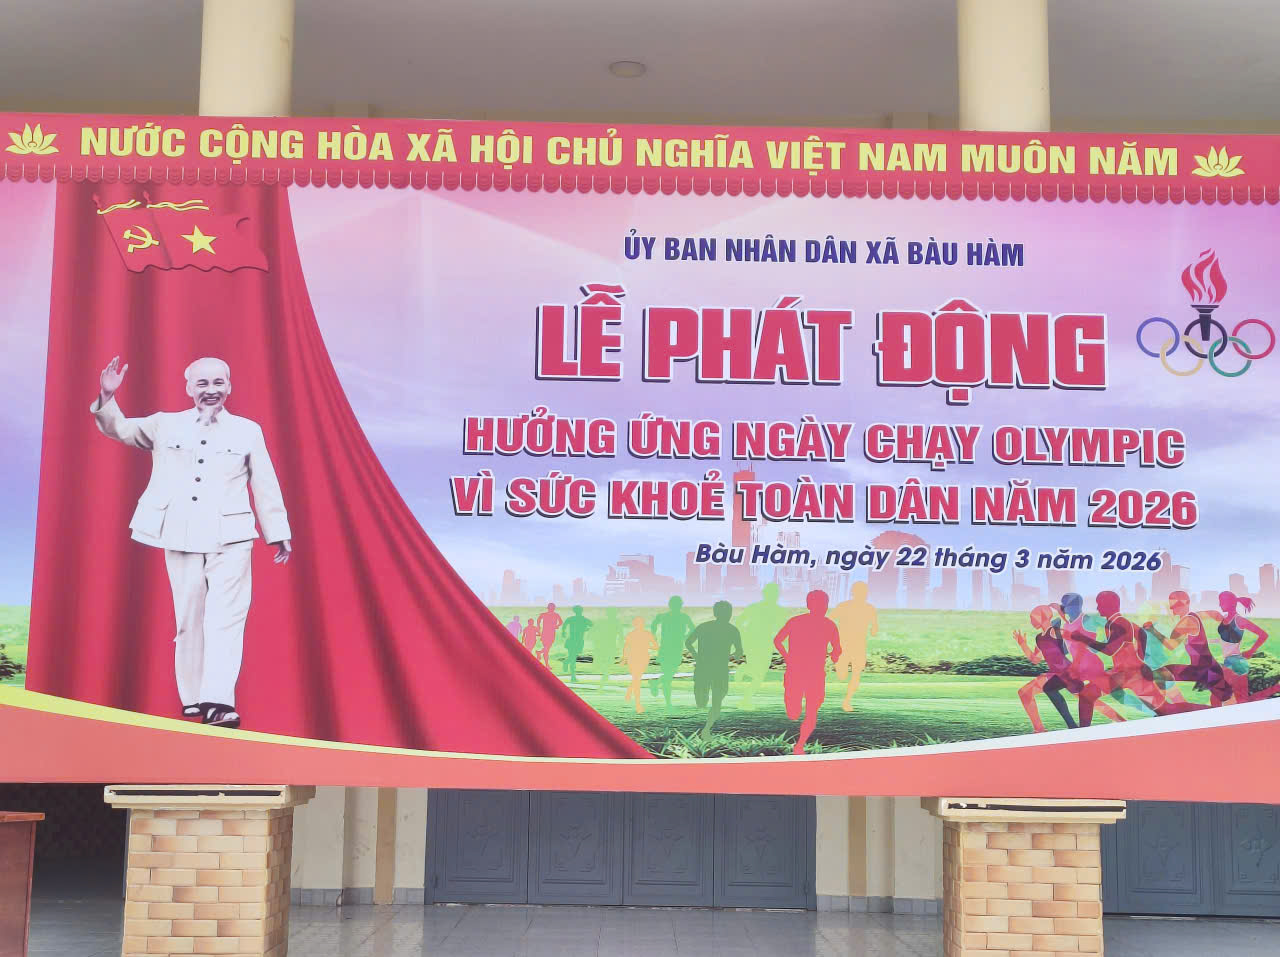 NƯỚC CỘNG HÒA XÃ HỘI CHỦ NGHĨA VIỆT NAM MUÔN NĂM
ỦY BAN NHÂN DÂN XÃ BÀU HÀM
LỄ PHÁT ĐỘNG
HƯỞNG ỨNG NGÀY CHẠY OLYMPIC
VÌ SỨC KHOẺ TOÀN DÂN NĂM 2026
Bàu Hàm, ngày 22 tháng 3 năm 2026